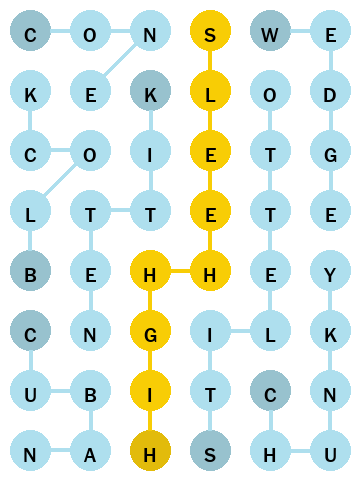 C O N S W E
K E K L O D
C O I E T G
L T T E T E
B E H H E Y
C N G I L K
U B I T C N
N A H S H U